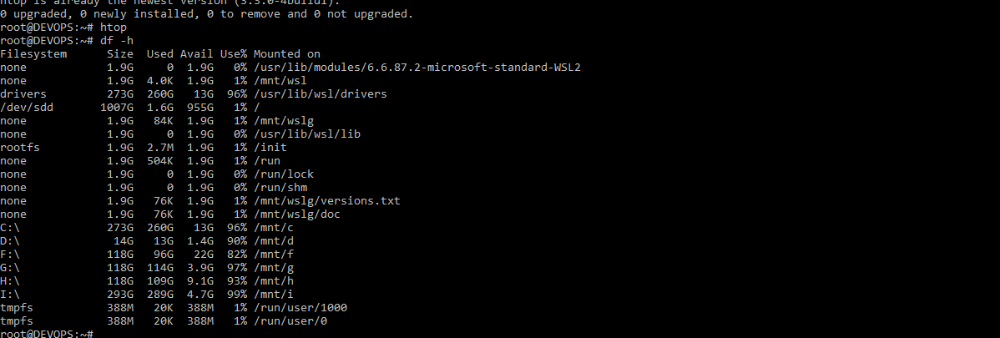 htop is already the newest version (3.3.0-4build1).
0 upgraded, 0 newly installed, 0 to remove and 0 not upgraded.
root@DEVOPS:~# htop
root@DEVOPS:~# df -h
Filesystem      Size  Used Avail Use% Mounted on
none            1.9G     0  1.9G   0% /usr/lib/modules/6.6.87.2-microsoft-standard-WSL2
none            1.9G  4.0K  1.9G   1% /mnt/wsl
drivers         273G  260G   13G  96% /usr/lib/wsl/drivers
/dev/sdd       1007G  1.6G  955G   1% /
none            1.9G   84K  1.9G   1% /mnt/wslg
none            1.9G     0  1.9G   0% /usr/lib/wsl/lib
rootfs          1.9G  2.7M  1.9G   1% /init
none            1.9G  504K  1.9G   1% /run
none            1.9G     0  1.9G   0% /run/lock
none            1.9G     0  1.9G   0% /run/shm
none            1.9G   76K  1.9G   1% /mnt/wslg/versions.txt
none            1.9G   76K  1.9G   1% /mnt/wslg/doc
C:\             273G  260G   13G  96% /mnt/c
D:\              14G   13G  1.4G  90% /mnt/d
F:\             118G   96G   22G  82% /mnt/f
G:\             118G  114G  3.9G  97% /mnt/g
H:\             118G  109G  9.1G  93% /mnt/h
I:\             293G  289G  4.7G  99% /mnt/i
tmpfs           388M   20K  388M   1% /run/user/1000
tmpfs           388M   20K  388M   1% /run/user/0
root@DEVOPS:~#